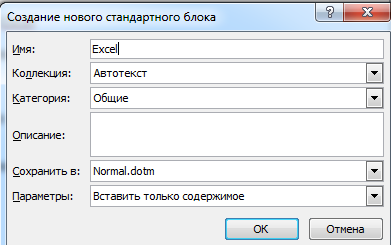 Создание нового стандартного блока
Имя: Excel
Коллекция: Автотекст
Категория: Общие
Описание:
Сохранить в: Normal.dotm
Параметры: Вставить только содержимое
ОК Отмена